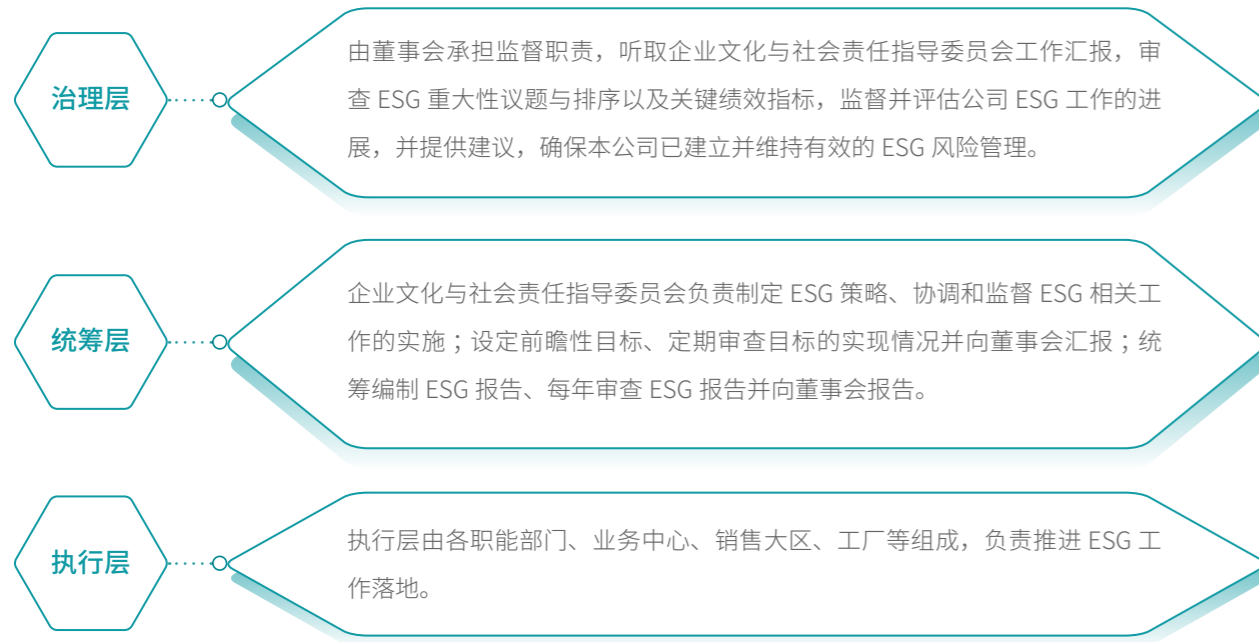 治理层
由董事会承担监督职责，听取企业文化与社会责任指导委员会工作汇报，审
查 ESG 重大性议题与排序以及关键绩效指标，监督并评估公司 ESG 工作的进
展，并提供建议，确保本公司已建立并维持有效的 ESG 风险管理。
统筹层
企业文化与社会责任指导委员会负责制定 ESG 策略、协调和监督 ESG 相关工
作的实施；设定前瞻性目标、定期审查目标的实现情况并向董事会汇报；统
筹编制 ESG 报告、每年审查 ESG 报告并向董事会报告。
执行层
执行层由各职能部门、业务中心、销售大区、工厂等组成，负责推进 ESG 工
作落地。